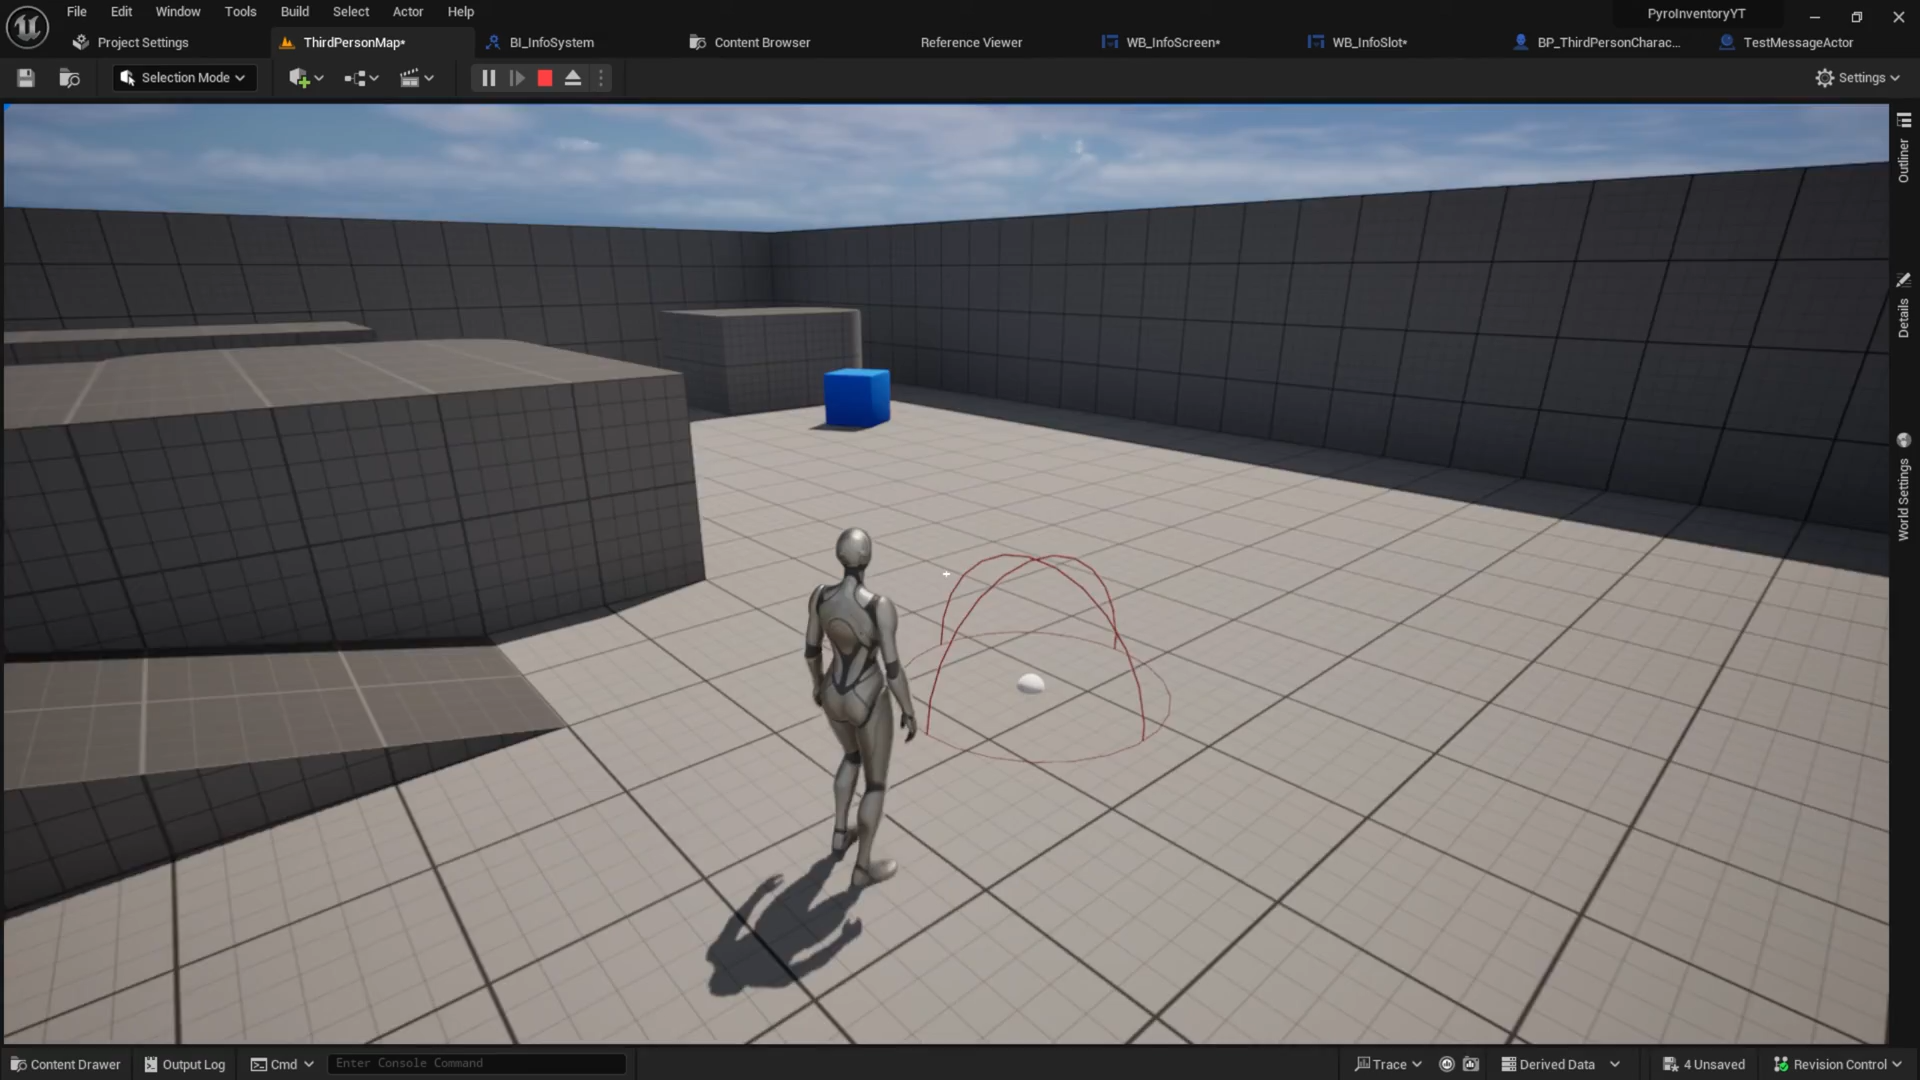 File Edit Window Tools Build Select Actor Help
PyroInventoryYT
Project Settings
ThirdPersonMap*
BI_InfoSystem
Content Browser
Reference Viewer
WB_InfoScreen*
WB_InfoSlot*
BP_ThirdPersonCharac...
TestMessageActor
Selection Mode
Settings
Outliner
Details
World Settings
Content Drawer
Output Log
Cmd
Enter Console Command
Trace
Derived Data
4 Unsaved
Revision Control